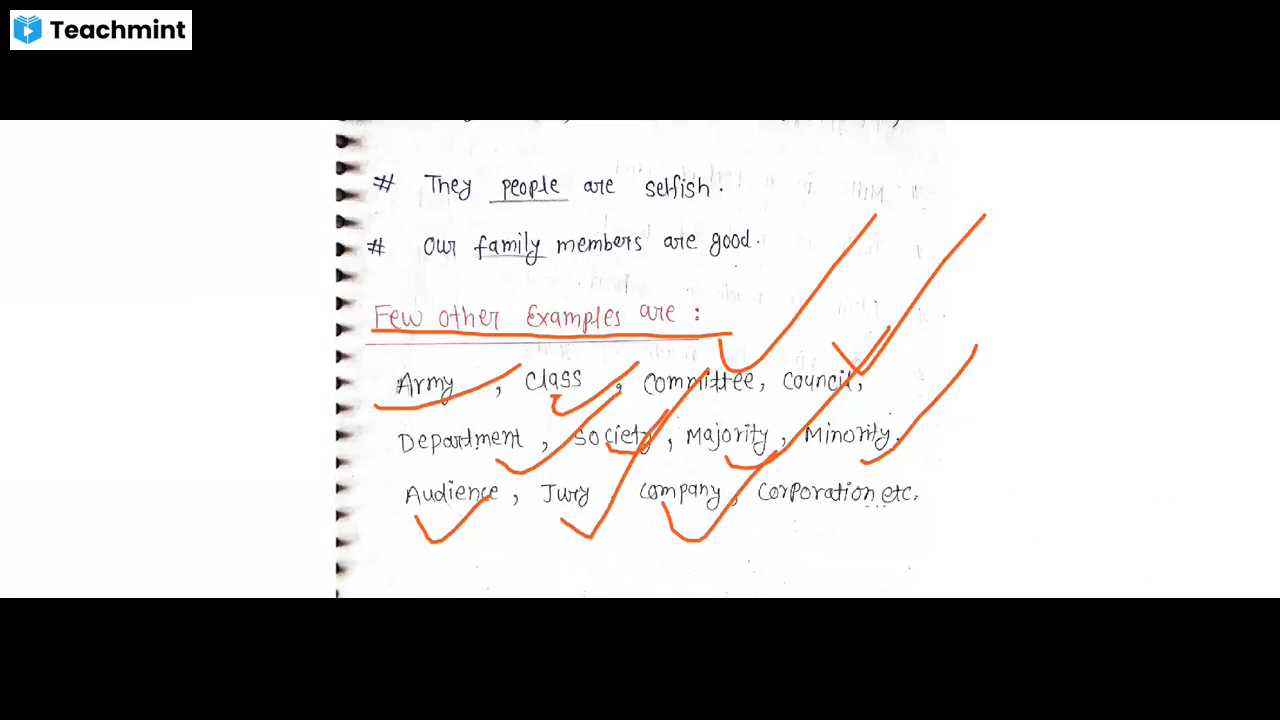 Teachmint
# They people are selfish.
# Our family members are good.
Few other Examples are :
Army , Class , Committee, Council,
Department , Society , Majority , Minority,
Audience , Jury , Company , Corporation etc.